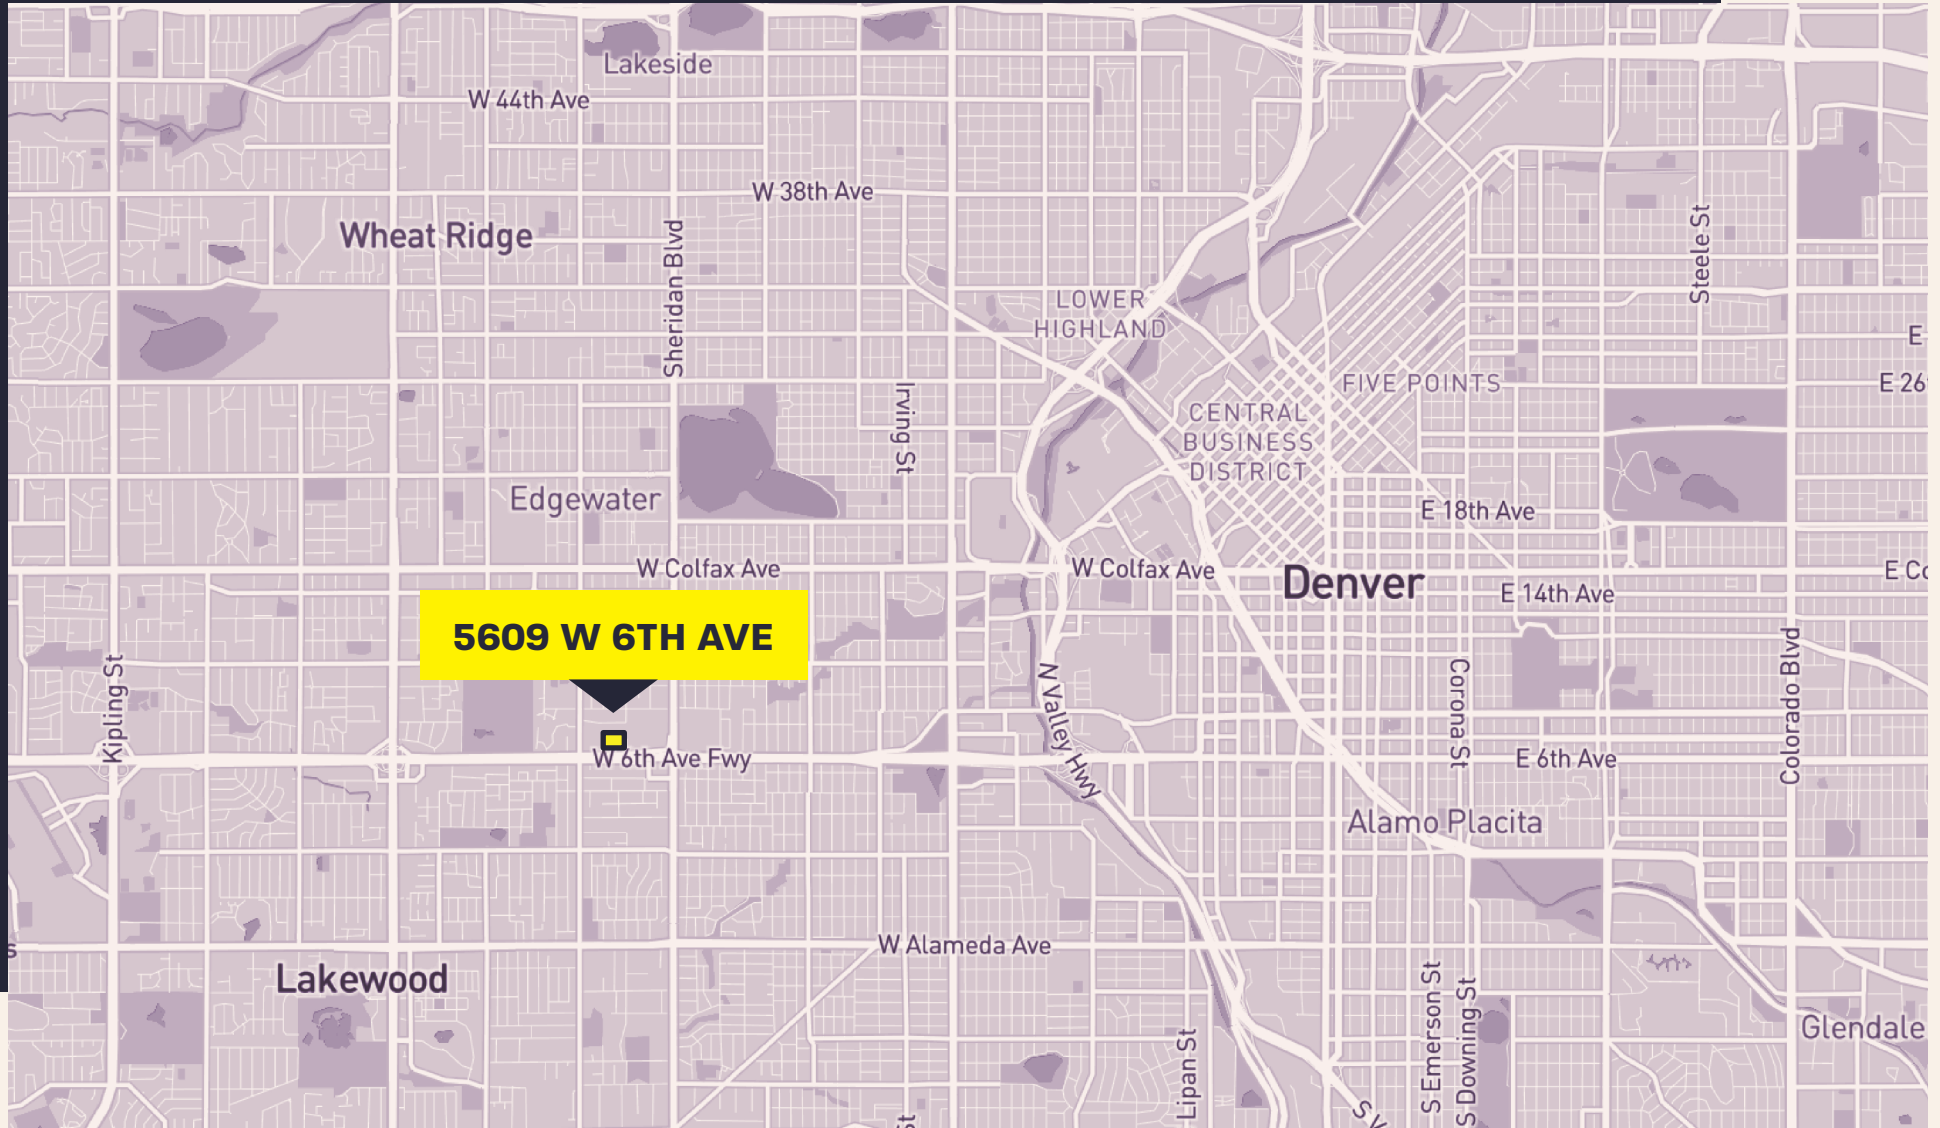 Lakeside
W 44th Ave
W 38th Ave
Wheat Ridge
Sheridan Blvd
Steele St
LOWER
HIGHLAND
E
FIVE POINTS
E 26
Irving St
CENTRAL
BUSINESS
DISTRICT
Edgewater
E 18th Ave
W Colfax Ave
W Colfax Ave
Denver
E Co
E 14th Ave
5609 W 6TH AVE
Kipling St
N Valley Hwy
Corona St
Colorado Blvd
W 6th Ave Fwy
E 6th Ave
Alamo Placita
W Alameda Ave
s
Lakewood
S Emerson St
S Downing St
Glendale
Lipan St
St
S V